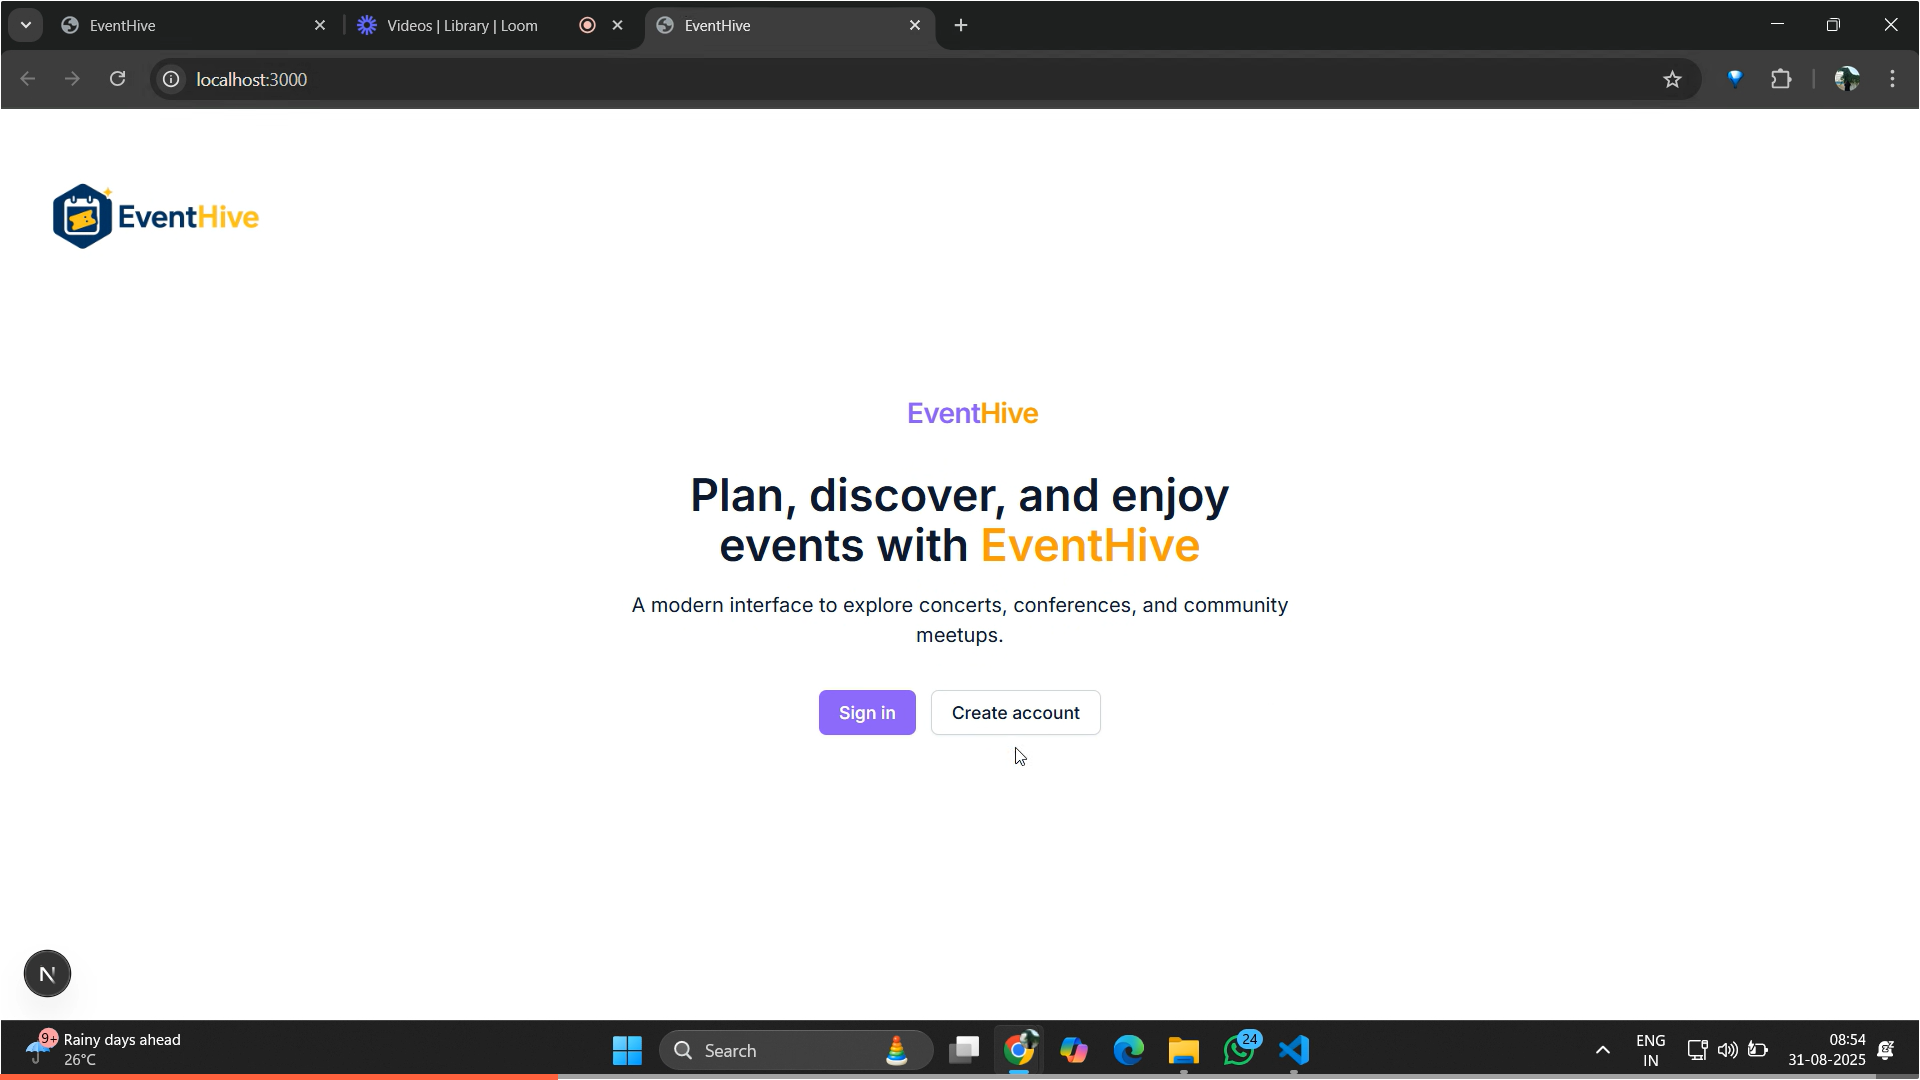 EventHive
Videos | Library | Loom
EventHive
localhost:3000
EventHive
EventHive
Plan, discover, and enjoy
events with EventHive
A modern interface to explore concerts, conferences, and community
meetups.
Sign in
Create account
N
9+
Rainy days ahead
26°C
Search
24
ENG
IN
08:54
31-08-2025